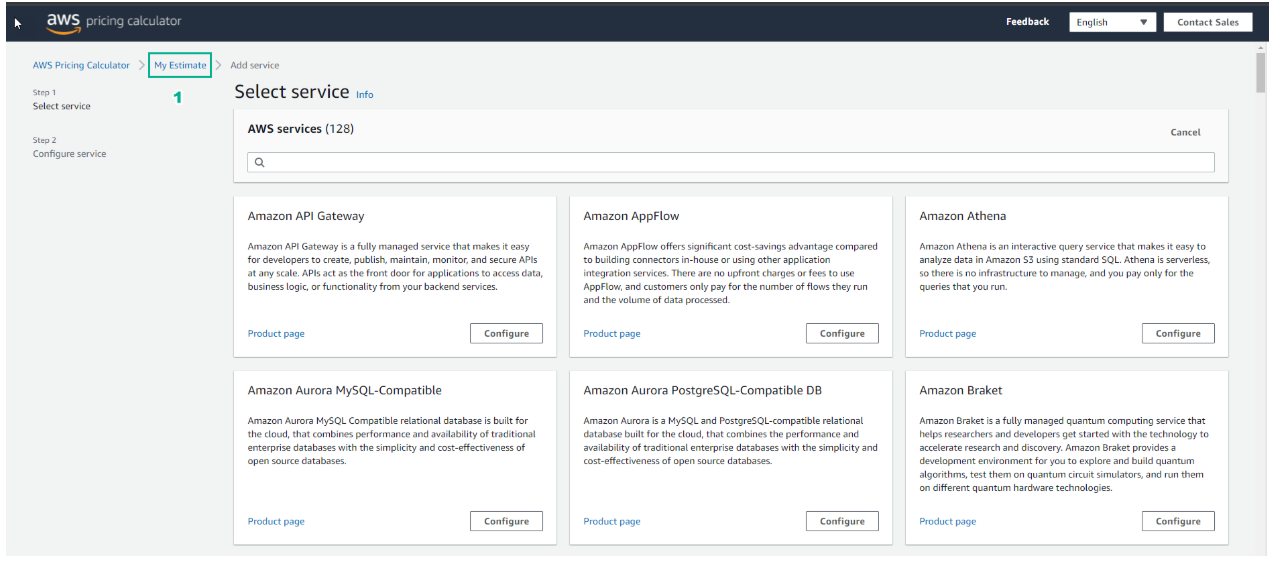 aws pricing calculator
Feedback
English
Contact Sales
AWS Pricing Calculator > My Estimate > Add service
1
Step 1
Select service
Step 2
Configure service
Select service Info
AWS services (128)
Cancel
Amazon API Gateway
Amazon API Gateway is a fully managed service that makes it easy
for developers to create, publish, maintain, monitor, and secure APIs
at any scale. APIs act as the front door for applications to access data,
business logic, or functionality from your backend services.
Product page
Configure
Amazon AppFlow
Amazon AppFlow offers significant cost-savings advantage compared
to building connectors in-house or using other application
integration services. There are no upfront charges or fees to use
AppFlow, and customers only pay for the number of flows they run
and the volume of data processed.
Product page
Configure
Amazon Athena
Amazon Athena is an interactive query service that makes it easy to
analyze data in Amazon S3 using standard SQL. Athena is serverless,
so there is no infrastructure to manage, and you pay only for the
queries that you run.
Product page
Configure
Amazon Aurora MySQL-Compatible
Amazon Aurora MySQL Compatible relational database is built for
the cloud, that combines performance and availability of traditional
enterprise databases with the simplicity and cost-effectiveness of
open source databases.
Product page
Configure
Amazon Aurora PostgreSQL-Compatible DB
Amazon Aurora is a MySQL and PostgreSQL-compatible relational
database built for the cloud, that combines the performance and
availability of traditional enterprise databases with the simplicity and
cost-effectiveness of open source databases.
Product page
Configure
Amazon Braket
Amazon Braket is a fully managed quantum computing service that
helps researchers and developers get started with the technology to
accelerate research and discovery. Amazon Braket provides a
development environment for you to explore and build quantum
algorithms, test them on quantum circuit simulators, and run them
on different quantum hardware technologies.
Product page
Configure